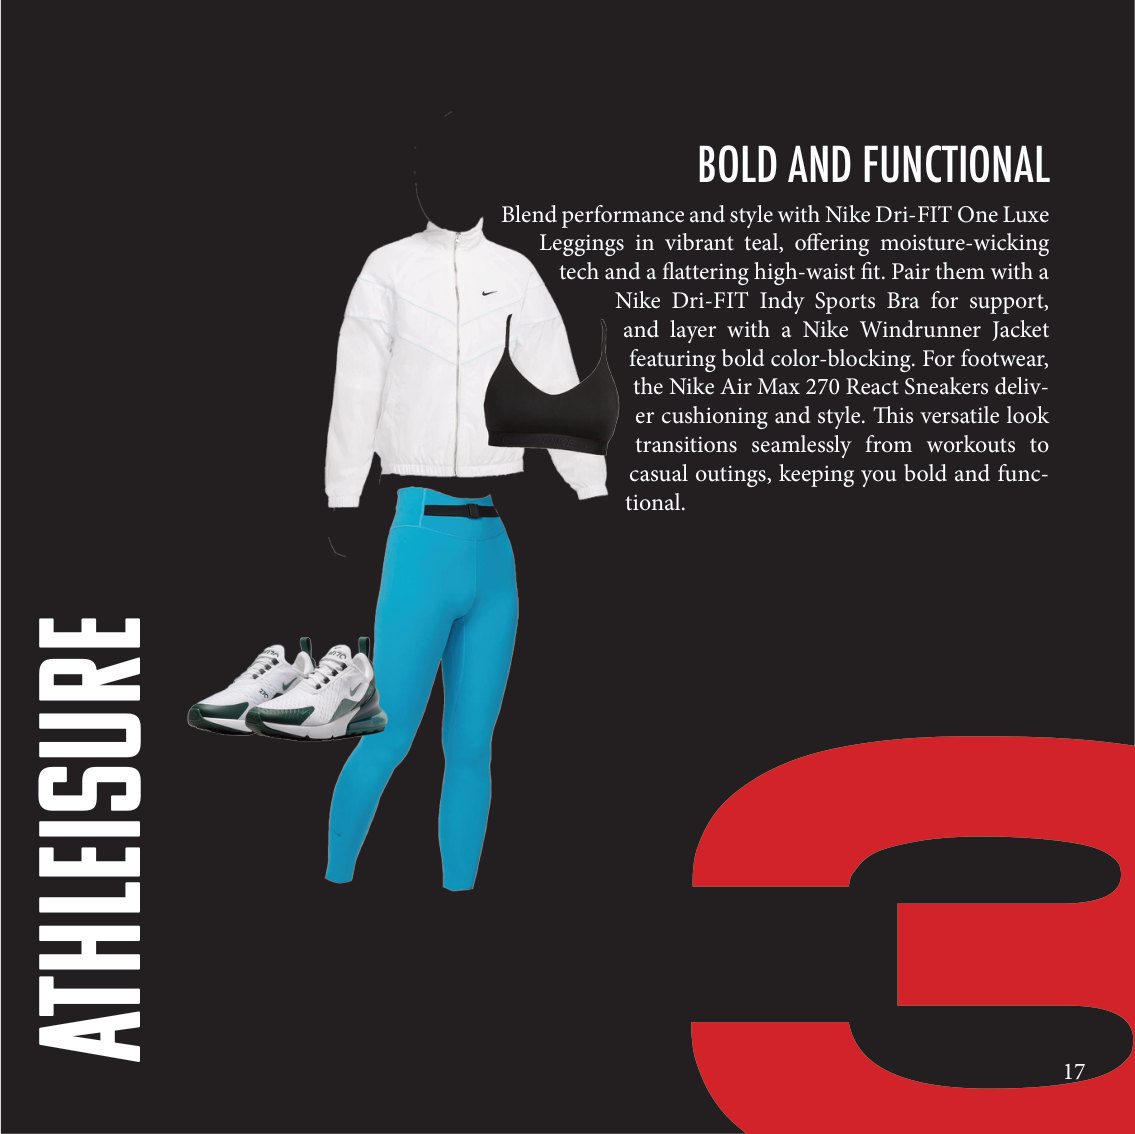 BOLD AND FUNCTIONAL
Blend performance and style with Nike Dri-FIT One Luxe
Leggings in vibrant teal, offering moisture-wicking
tech and a flattering high-waist fit. Pair them with a
Nike Dri-FIT Indy Sports Bra for support,
and layer with a Nike Windrunner Jacket
featuring bold color-blocking. For footwear,
the Nike Air Max 270 React Sneakers deliv-
er cushioning and style. This versatile look
transitions seamlessly from workouts to
casual outings, keeping you bold and func-
tional.
ATHLEISURE
270
3
17